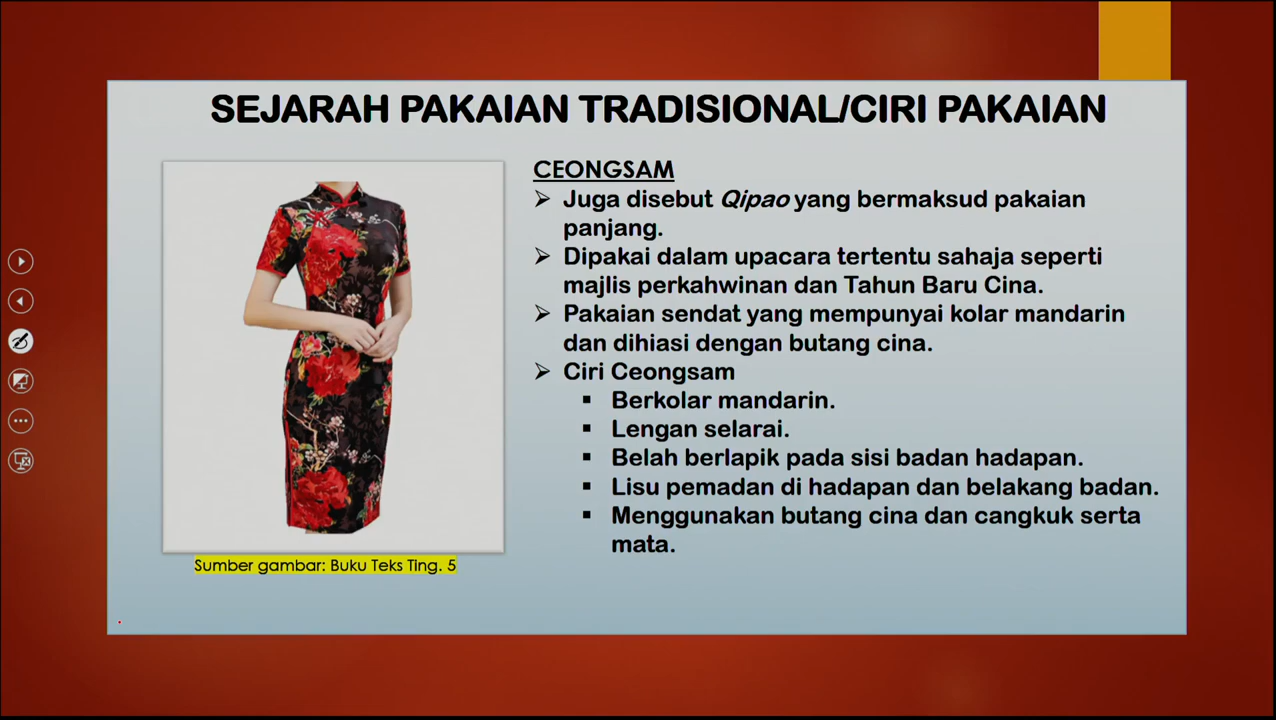 SEJARAH PAKAIAN TRADISIONAL/CIRI PAKAIAN
CEONGSAM
Juga disebut Qipao yang bermaksud pakaian
panjang.
Dipakai dalam upacara tertentu sahaja seperti
majlis perkahwinan dan Tahun Baru Cina.
Pakaian sendat yang mempunyai kolar mandarin
dan dihiasi dengan butang cina.
Ciri Ceongsam
Berkolar mandarin.
Lengan selarai.
Belah berlapik pada sisi badan hadapan.
Lisu pemadan di hadapan dan belakang badan.
Menggunakan butang cina dan cangkuk serta
mata.
Sumber gambar: Buku Teks Ting. 5